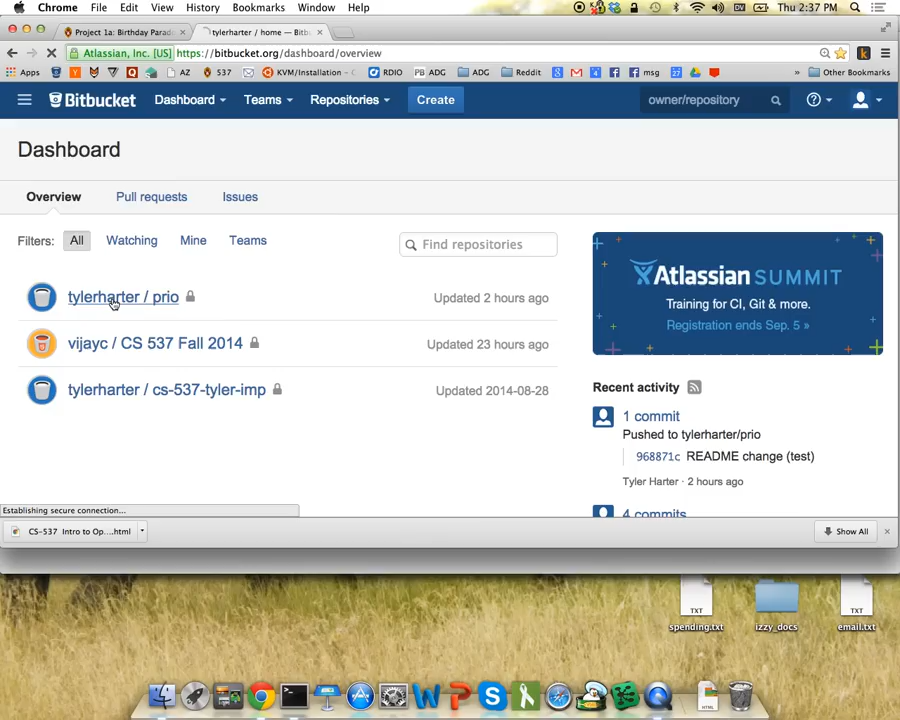 Chrome File Edit View History Bookmarks Window Help Thu 2:37 PM
Project 1a: Birthday Parad × tylerharter / home — Bitb ×
Atlassian, Inc. [US] https://bitbucket.org/dashboard/overview
Apps AZ 537 KVM/Installation - RDIO PB ADG ADG Reddit f msg 27 » Other Bookmarks
Bitbucket Dashboard Teams Repositories Create owner/repository
Dashboard
Overview Pull requests Issues
Filters: All Watching Mine Teams Find repositories
tylerharter / prio Updated 2 hours ago
vijayc / CS 537 Fall 2014 Updated 23 hours ago
tylerharter / cs-537-tyler-imp Updated 2014-08-28
Atlassian SUMMIT
Training for CI, Git & more.
Registration ends Sep. 5 »
Recent activity
1 commit
Pushed to tylerharter/prio
968871c README change (test)
Tyler Harter · 2 hours ago
4 commits
Establishing secure connection...
CS-537 Intro to Op....html Show All
spending.txt izzy_docs email.txt